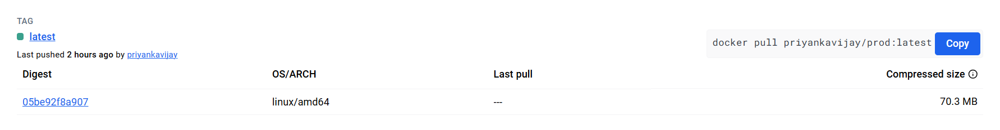 TAG
latest
docker pull priyankavijay/prod:latest Copy
Last pushed 2 hours ago by priyankavijay
Digest OS/ARCH Last pull Compressed size
05be92f8a907 linux/amd64 --- 70.3 MB